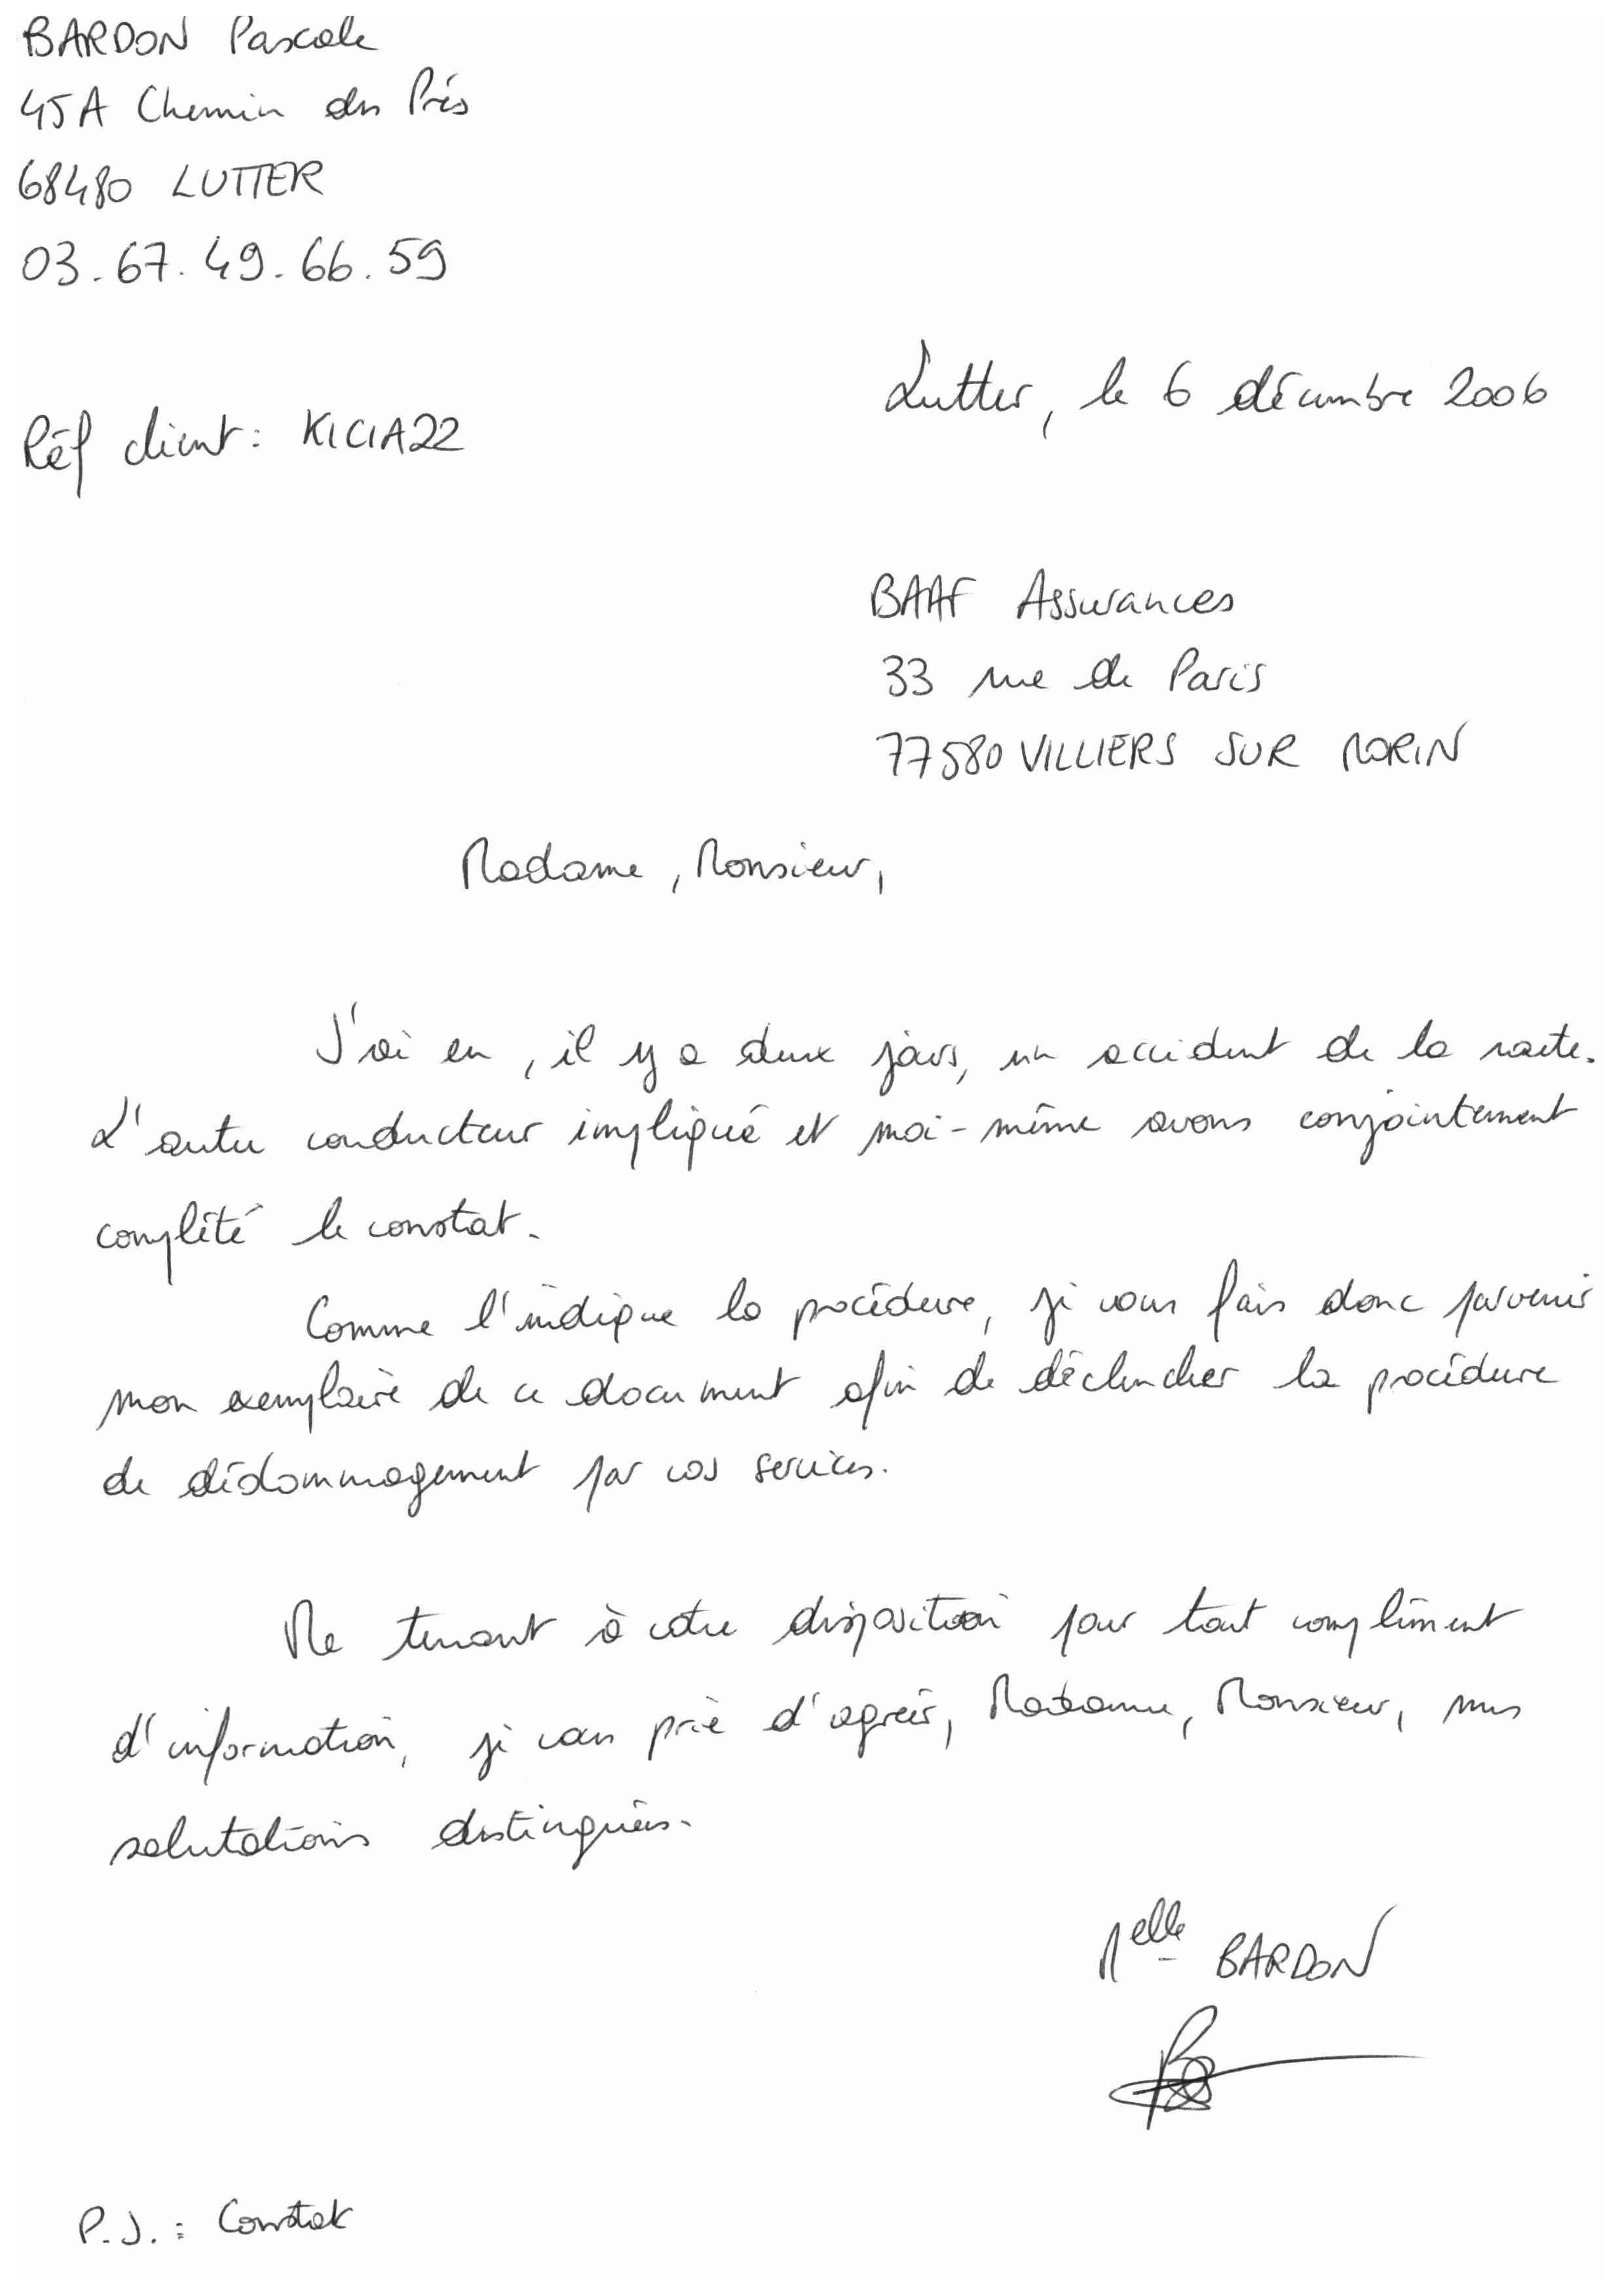 BARDON Pascale
45A Chemin des Prés
68480 LUTTER
03.67.49.66.59
Lutter, le 6 décembre 2006
Réf client : KICIA22
BAAF Assurances
33 rue de Paris
77580 VILLIERS SUR MORIN
Madame, Monsieur,
J'ai eu, il y a deux jours, un accident de la route.
L'autre conducteur impliqué et moi-même avons conjointement
complété le constat.
Comme l'indique la procédure, je vous fais donc parvenir
mon exemplaire de ce document afin de déclencher la procédure
de dédommagement par vos services.
Me tenant à votre disposition pour tout complément
d'information, je vous prie d'agréer, Madame, Monsieur, mes
salutations distinguées.
Melle BARDON
P.J. : Constat